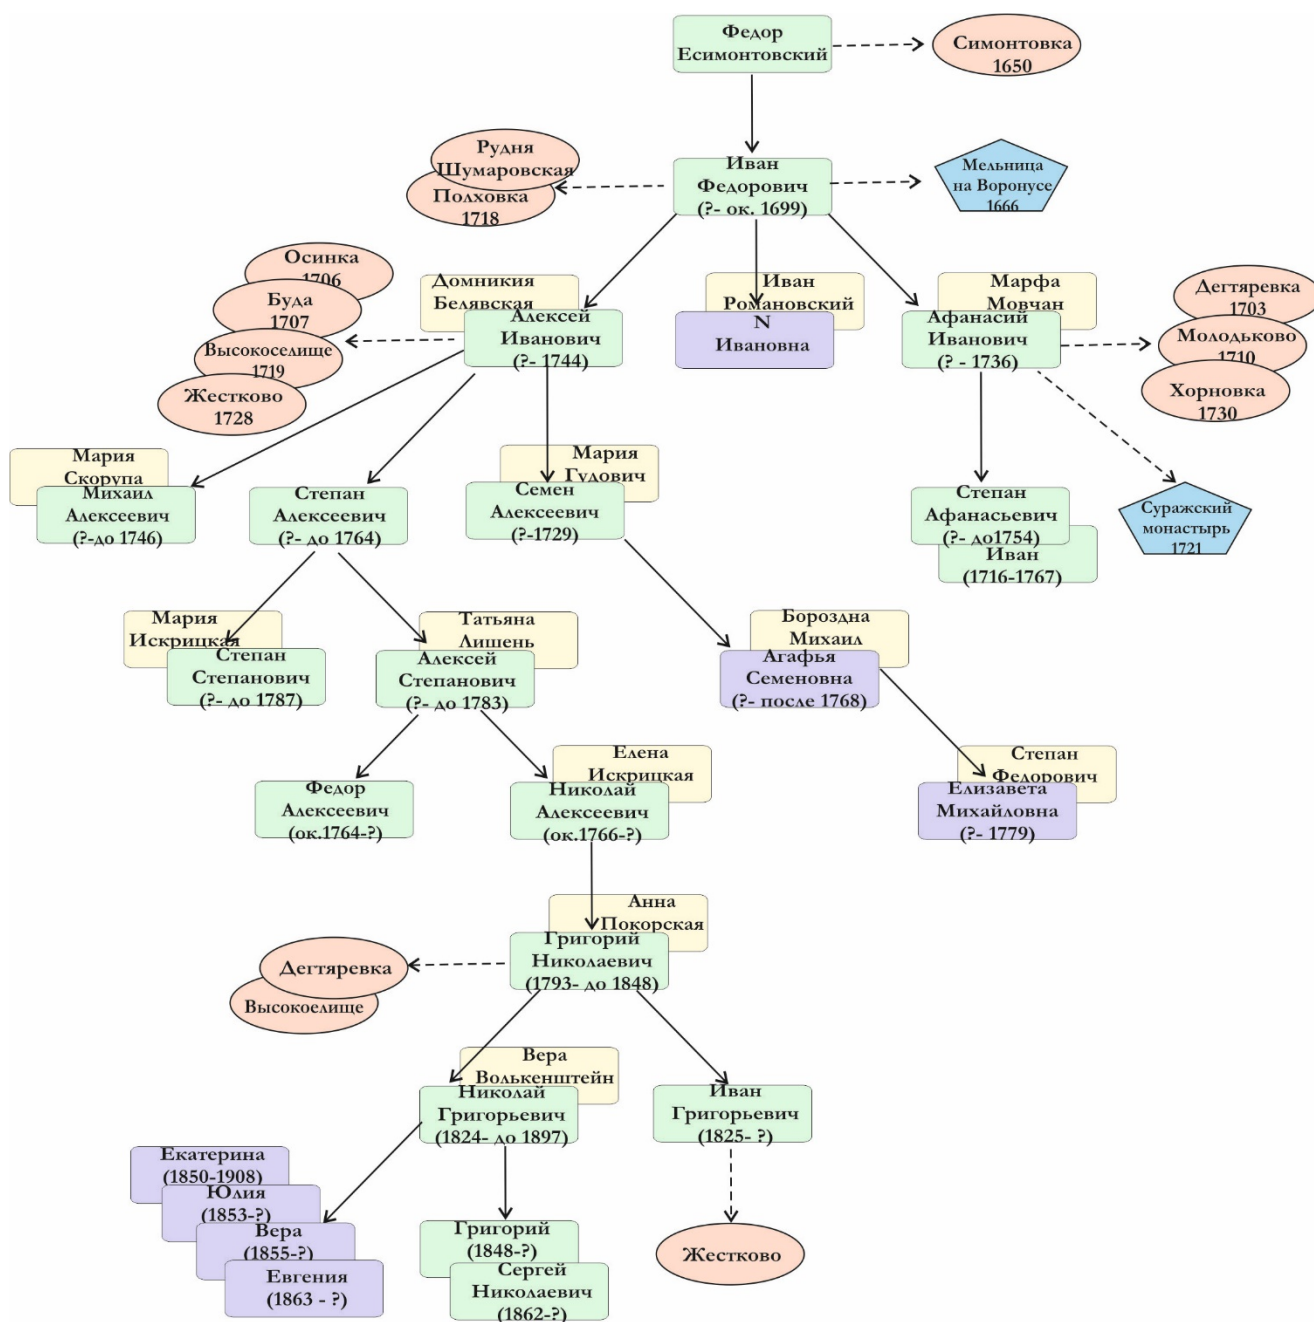 Федор
Есимонтовский
Симонтовка
1650
Рудня
Шумаровская
Полховка
1718
Иван
Федорович
(?- ок. 1699)
Мельница
на Воронусе
1666
Осинка
1706
Буда
1707
Высокоселище
1719
Жестково
1728
Домникия
Белявская
Алексей
Иванович
(?- 1744)
Иван
Романовский
N
Ивановна
Марфа
Мовчан
Афанасий
Иванович
(? - 1736)
Дегтяревка
1703
Молодьково
1710
Хорновка
1730
Мария
Скорупа
Михаил
Алексеевич
(?-до 1746)
Степан
Алексеевич
(?- до 1764)
Мария
Гудович
Семен
Алексеевич
(?-1729)
Степан
Афанасьевич
(?- до1754)
Иван
(1716-1767)
Суражский
монастырь
1721
Мария
Искрицкая
Степан
Степанович
(?- до 1787)
Татьяна
Лишень
Алексей
Степанович
(?- до 1783)
Бороздна
Михаил
Агафья
Семеновна
(?- после 1768)
Федор
Алексеевич
(ок.1764-?)
Елена
Искрицкая
Николай
Алексеевич
(ок.1766-?)
Степан
Федорович
Елизавета
Михайловна
(?- 1779)
Анна
Покорская
Григорий
Николаевич
(1793- до 1848)
Дегтяревка
Высокоелище
Вера
Волькенштейн
Николай
Григорьевич
(1824- до 1897)
Иван
Григорьевич
(1825- ?)
Екатерина
(1850-1908)
Юлия
(1853-?)
Вера
(1855-?)
Евгения
(1863 - ?)
Григорий
(1848-?)
Сергей
Николаевич
(1862-?)
Жестково